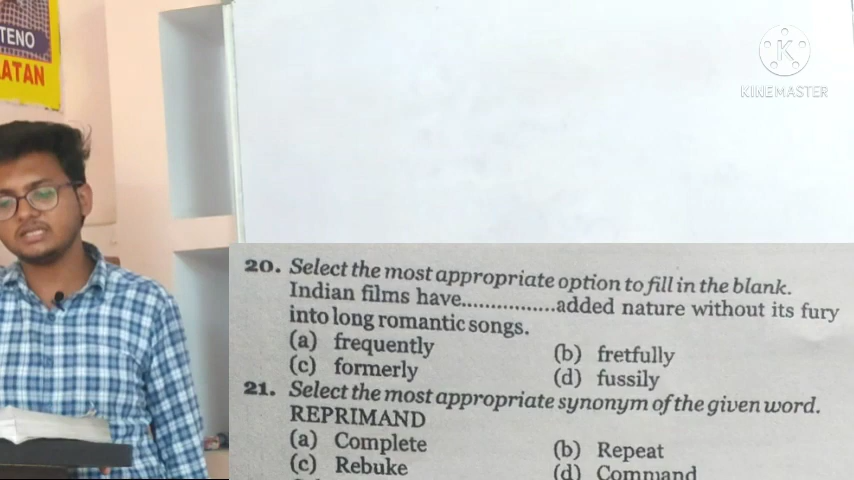 TENO
ATAN
KINEMASTER
20. Select the most appropriate option to fill in the blank.
Indian films have................added nature without its fury
into long romantic songs.
(a) frequently (b) fretfully
(c) formerly (d) fussily
21. Select the most appropriate synonym of the given word.
REPRIMAND
(a) Complete (b) Repeat
(c) Rebuke (d) Command